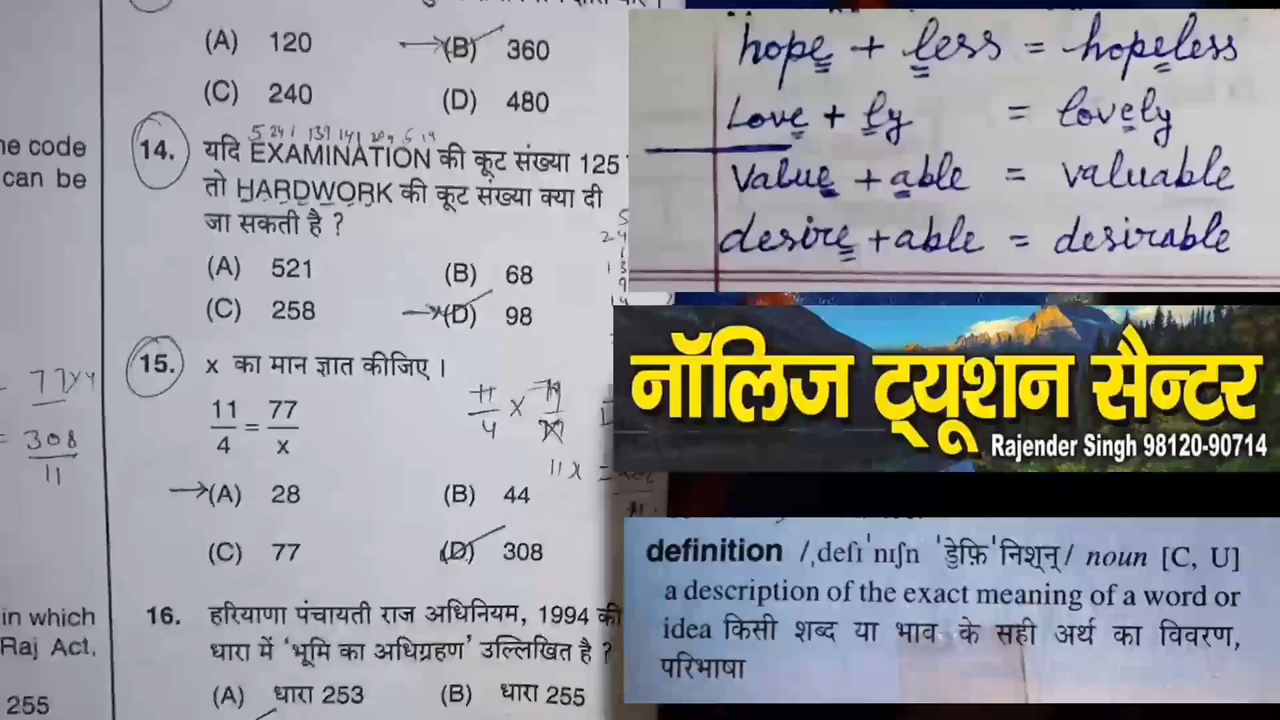 (A) 120 (B) 360
(C) 240 (D) 480
ne code
can be
14. यदि EXAMINATION की कूट संख्या 125
तो HARDWORK की कूट संख्या क्या दी
जा सकती है ?
(A) 521 (B) 68
(C) 258 (D) 98
15. x का मान ज्ञात कीजिए ।
11/4 = 77/x
308
11
(A) 28 (B) 44
(C) 77 (D) 308
in which
Raj Act,
255
16. हरियाणा पंचायती राज अधिनियम, 1994 की
धारा में ‘भूमि का अधिग्रहण’ उल्लिखित है ?
(A) धारा 253 (B) धारा 255
hope + less = hopeless
Love + ly = lovely
value + able = valuable
desire + able = desirable
नॉलिज ट्यूशन सैन्टर
Rajender Singh 98120-90714
definition /ˌdefɪˈnɪʃn ˈडेफ़िˈनिश्न्/ noun [C, U]
a description of the exact meaning of a word or
idea किसी शब्द या भाव के सही अर्थ का विवरण,
परिभाषा